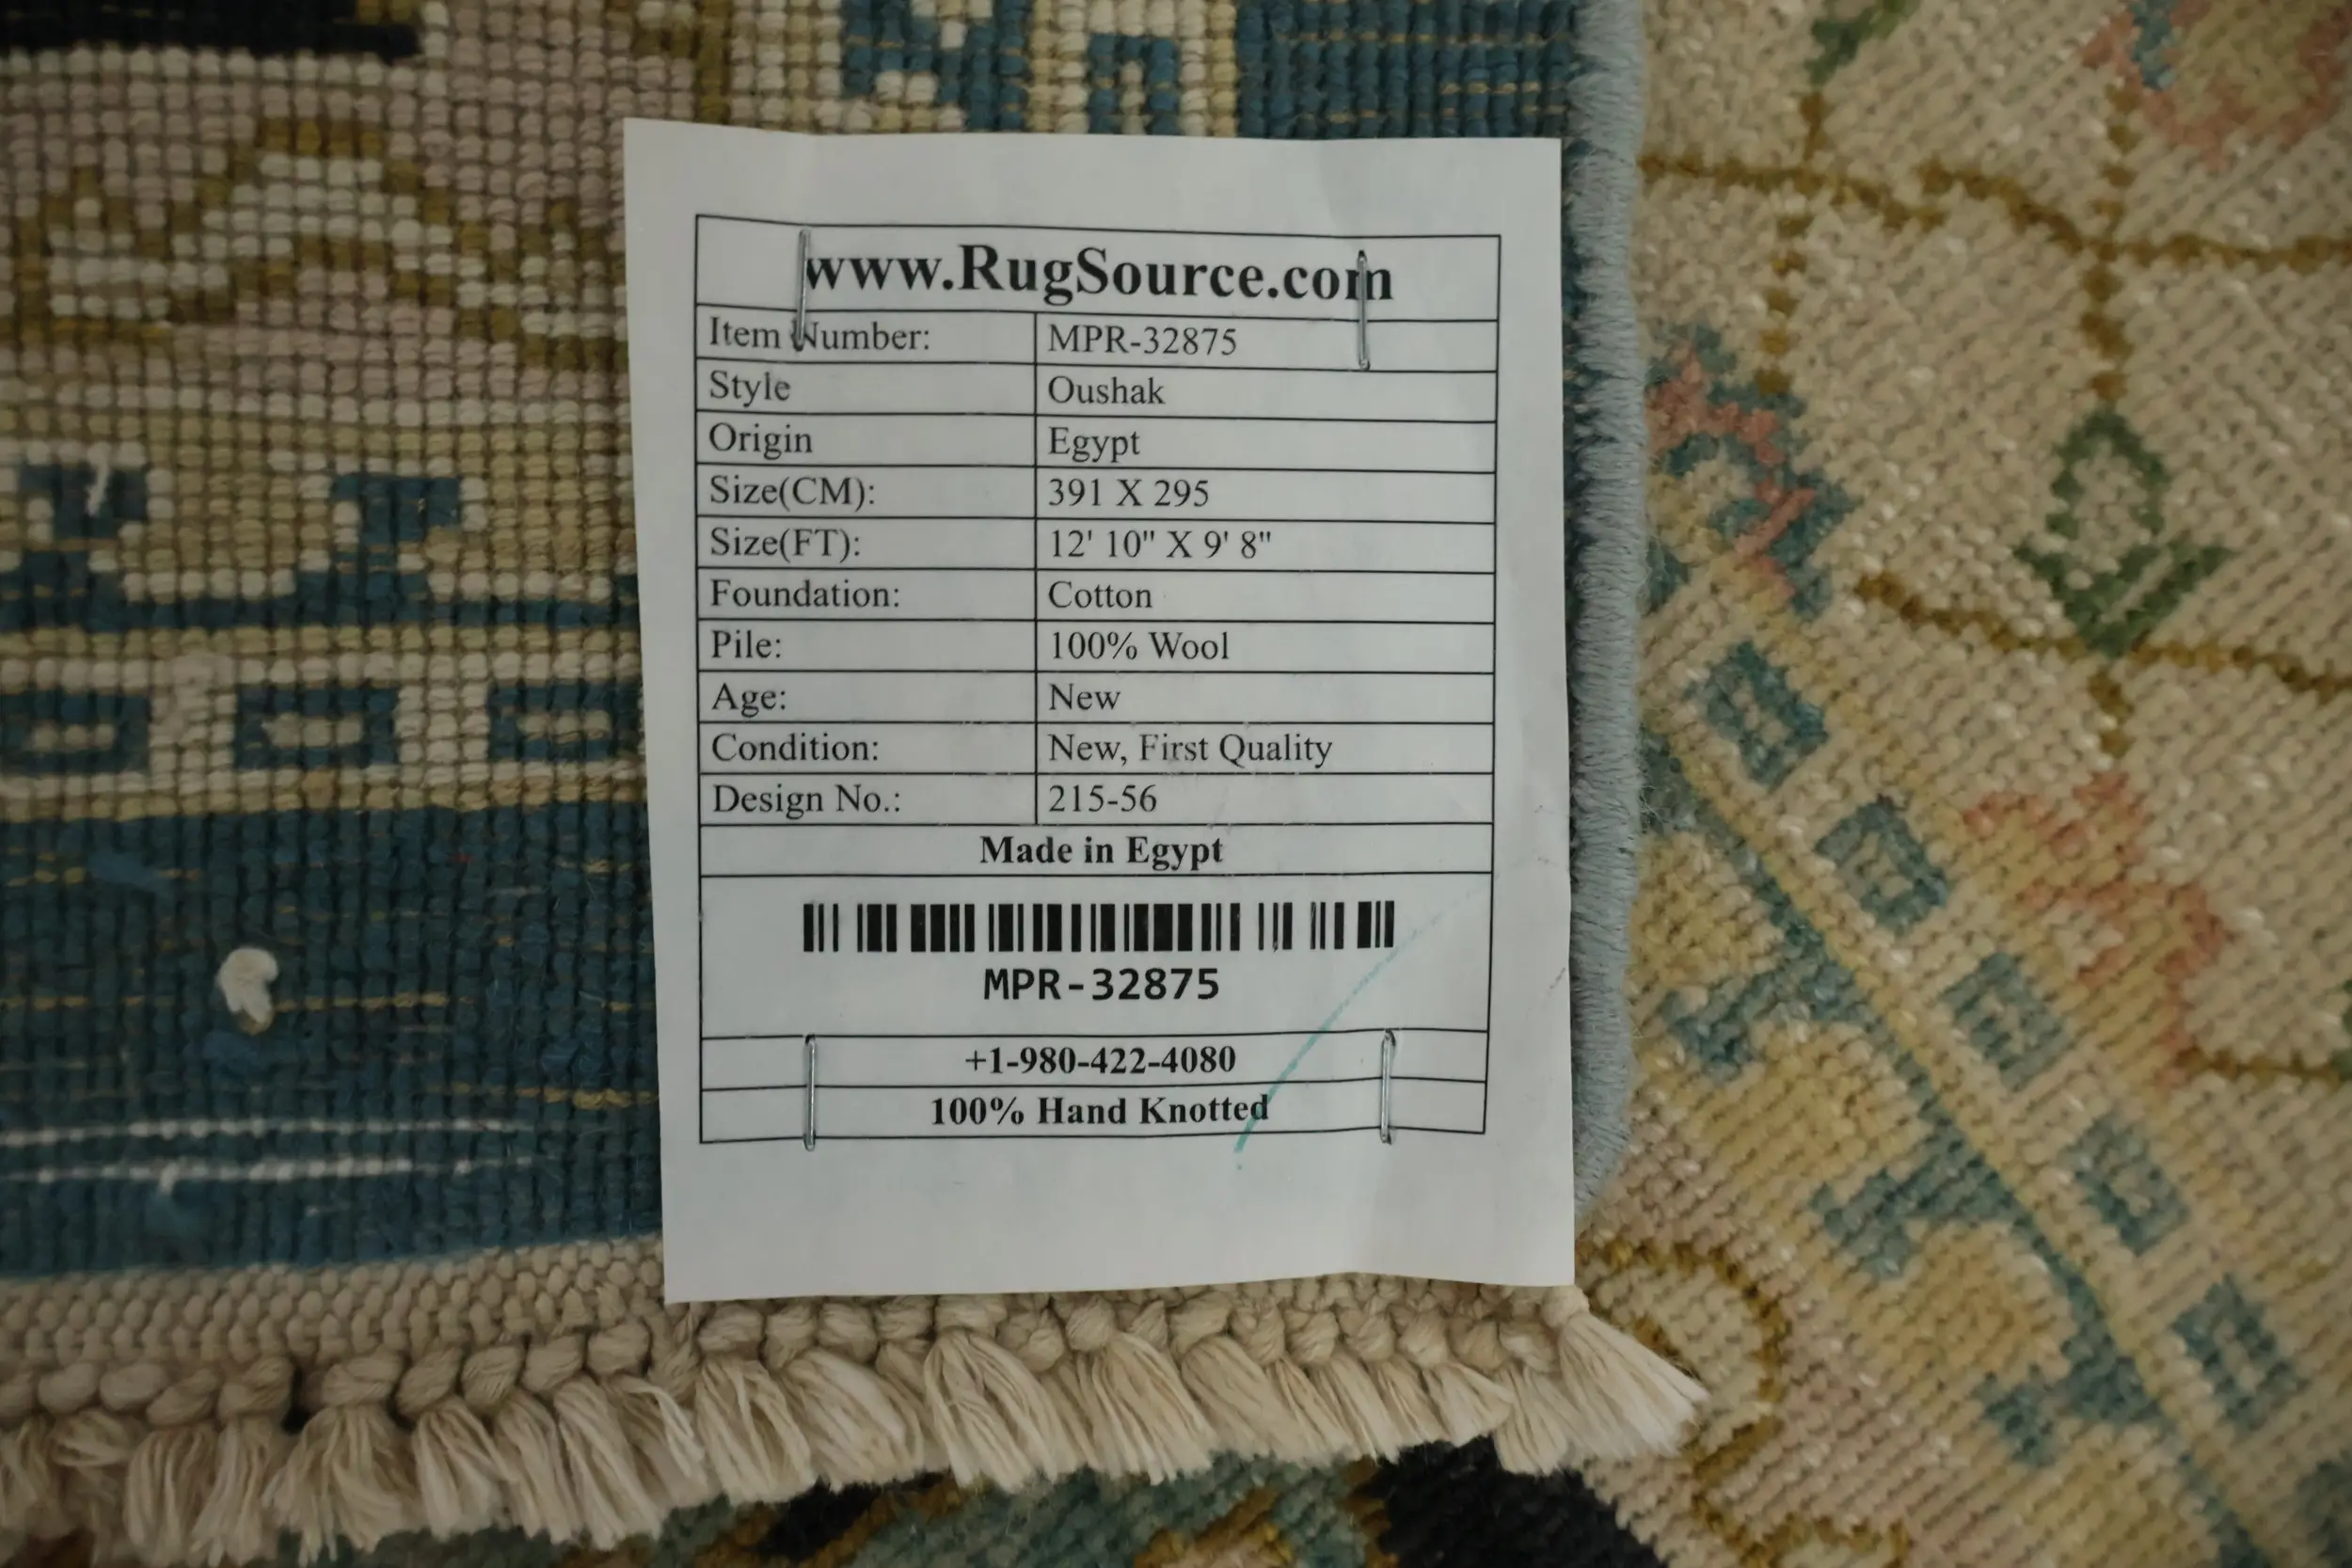 www.RugSource.com
Item Number: MPR-32875
Style Oushak
Origin Egypt
Size(CM): 391 X 295
Size(FT): 12' 10" X 9' 8"
Foundation: Cotton
Pile: 100% Wool
Age: New
Condition: New, First Quality
Design No.: 215-56
Made in Egypt
MPR-32875
+1-980-422-4080
100% Hand Knotted